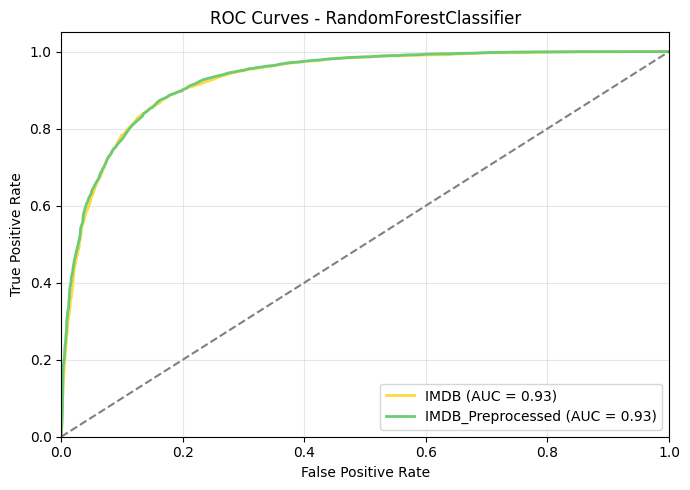 ROC Curves - RandomForestClassifier
True Positive Rate
1.0
0.8
0.6
0.4
0.2
0.0
IMDB (AUC = 0.93)
IMDB_Preprocessed (AUC = 0.93)
0.0 0.2 0.4 0.6 0.8 1.0
False Positive Rate